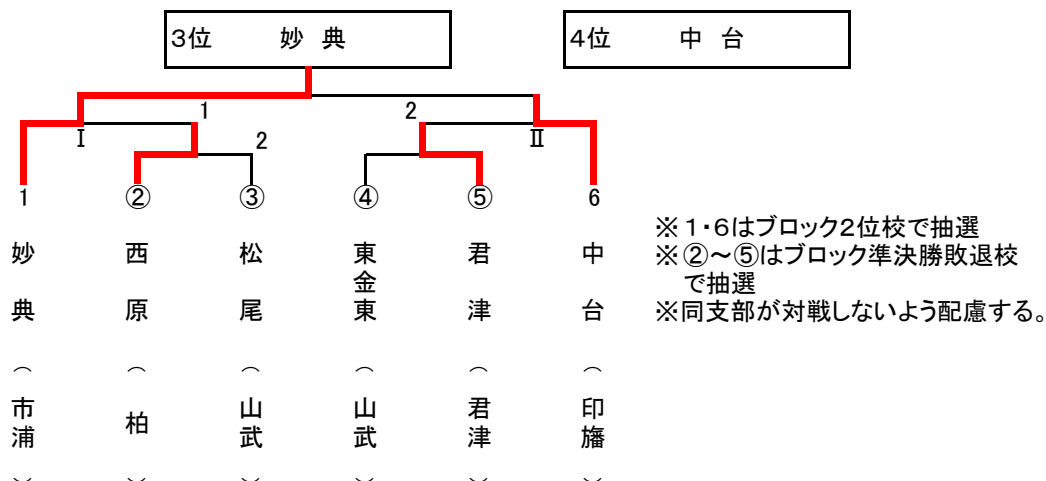 3位 妙 典
4位 中 台
1
2
Ⅰ
2
Ⅱ
1
②
③
④
⑤
6
妙典（市浦）
西原（柏）
松尾（山武）
東金東（山武）
君津（君津）
中台（印旛）
※１・６はブロック２位校で抽選
※②～⑤はブロック準決勝敗退校
で抽選
※同支部が対戦しないよう配慮する。